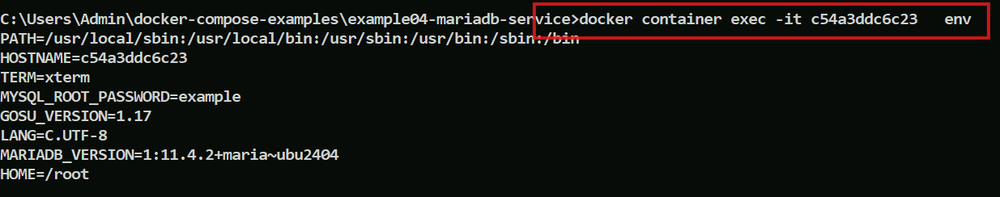 C:\Users\Admin\docker-compose-examples\example04-mariadb-service>docker container exec -it c54a3ddc6c23   env
PATH=/usr/local/sbin:/usr/local/bin:/usr/sbin:/usr/bin:/sbin:/bin
HOSTNAME=c54a3ddc6c23
TERM=xterm
MYSQL_ROOT_PASSWORD=example
GOSU_VERSION=1.17
LANG=C.UTF-8
MARIADB_VERSION=1:11.4.2+maria~ubu2404
HOME=/root